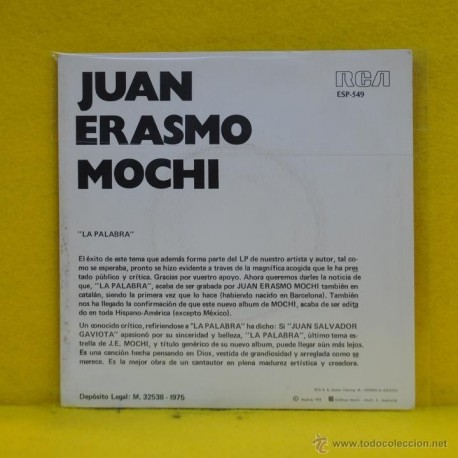 JUAN
ERASMO
MOCHI
RCA
ESP-549
"LA PALABRA"
El éxito de este tema que además forma parte del LP de nuestro artista y autor, tal co-
mo se esperaba, pronto se hizo evidente a traves de la magnífica acogida que le ha pres
tado público y crítica. Gracias por vuestro apoyo. Ahora queremos darles la noticia de
que, "LA PALABRA", acaba de ser grabada por JUAN ERASMO MOCHI también
en catalán, siendo la primera vez que lo hace (habiendo nacido en Barcelona). También
nos ha llegado la confirmación de que este nuevo album de MOCHI, acaba de ser edita
do en toda Hispano-América (excepto México).
Un conocido crítico, refiriendose a "LA PALABRA" ha dicho: Si "JUAN SALVADOR
GAVIOTA" apasionó por su sinceridad y belleza, "LA PALABRA", último tema es-
trella de J.E. MOCHI, y título genérico de su nuevo album, puede llegar aún más lejos.
Es una canción hecha pensando en Dios, vestida de grandiosidad y arreglada como se
merece. Es la mejor obra de un cantautor en plena madurez artística y creadora.
Depósito Legal: M. 32538 - 1975
© todocoleccion
www.todocoleccion.net